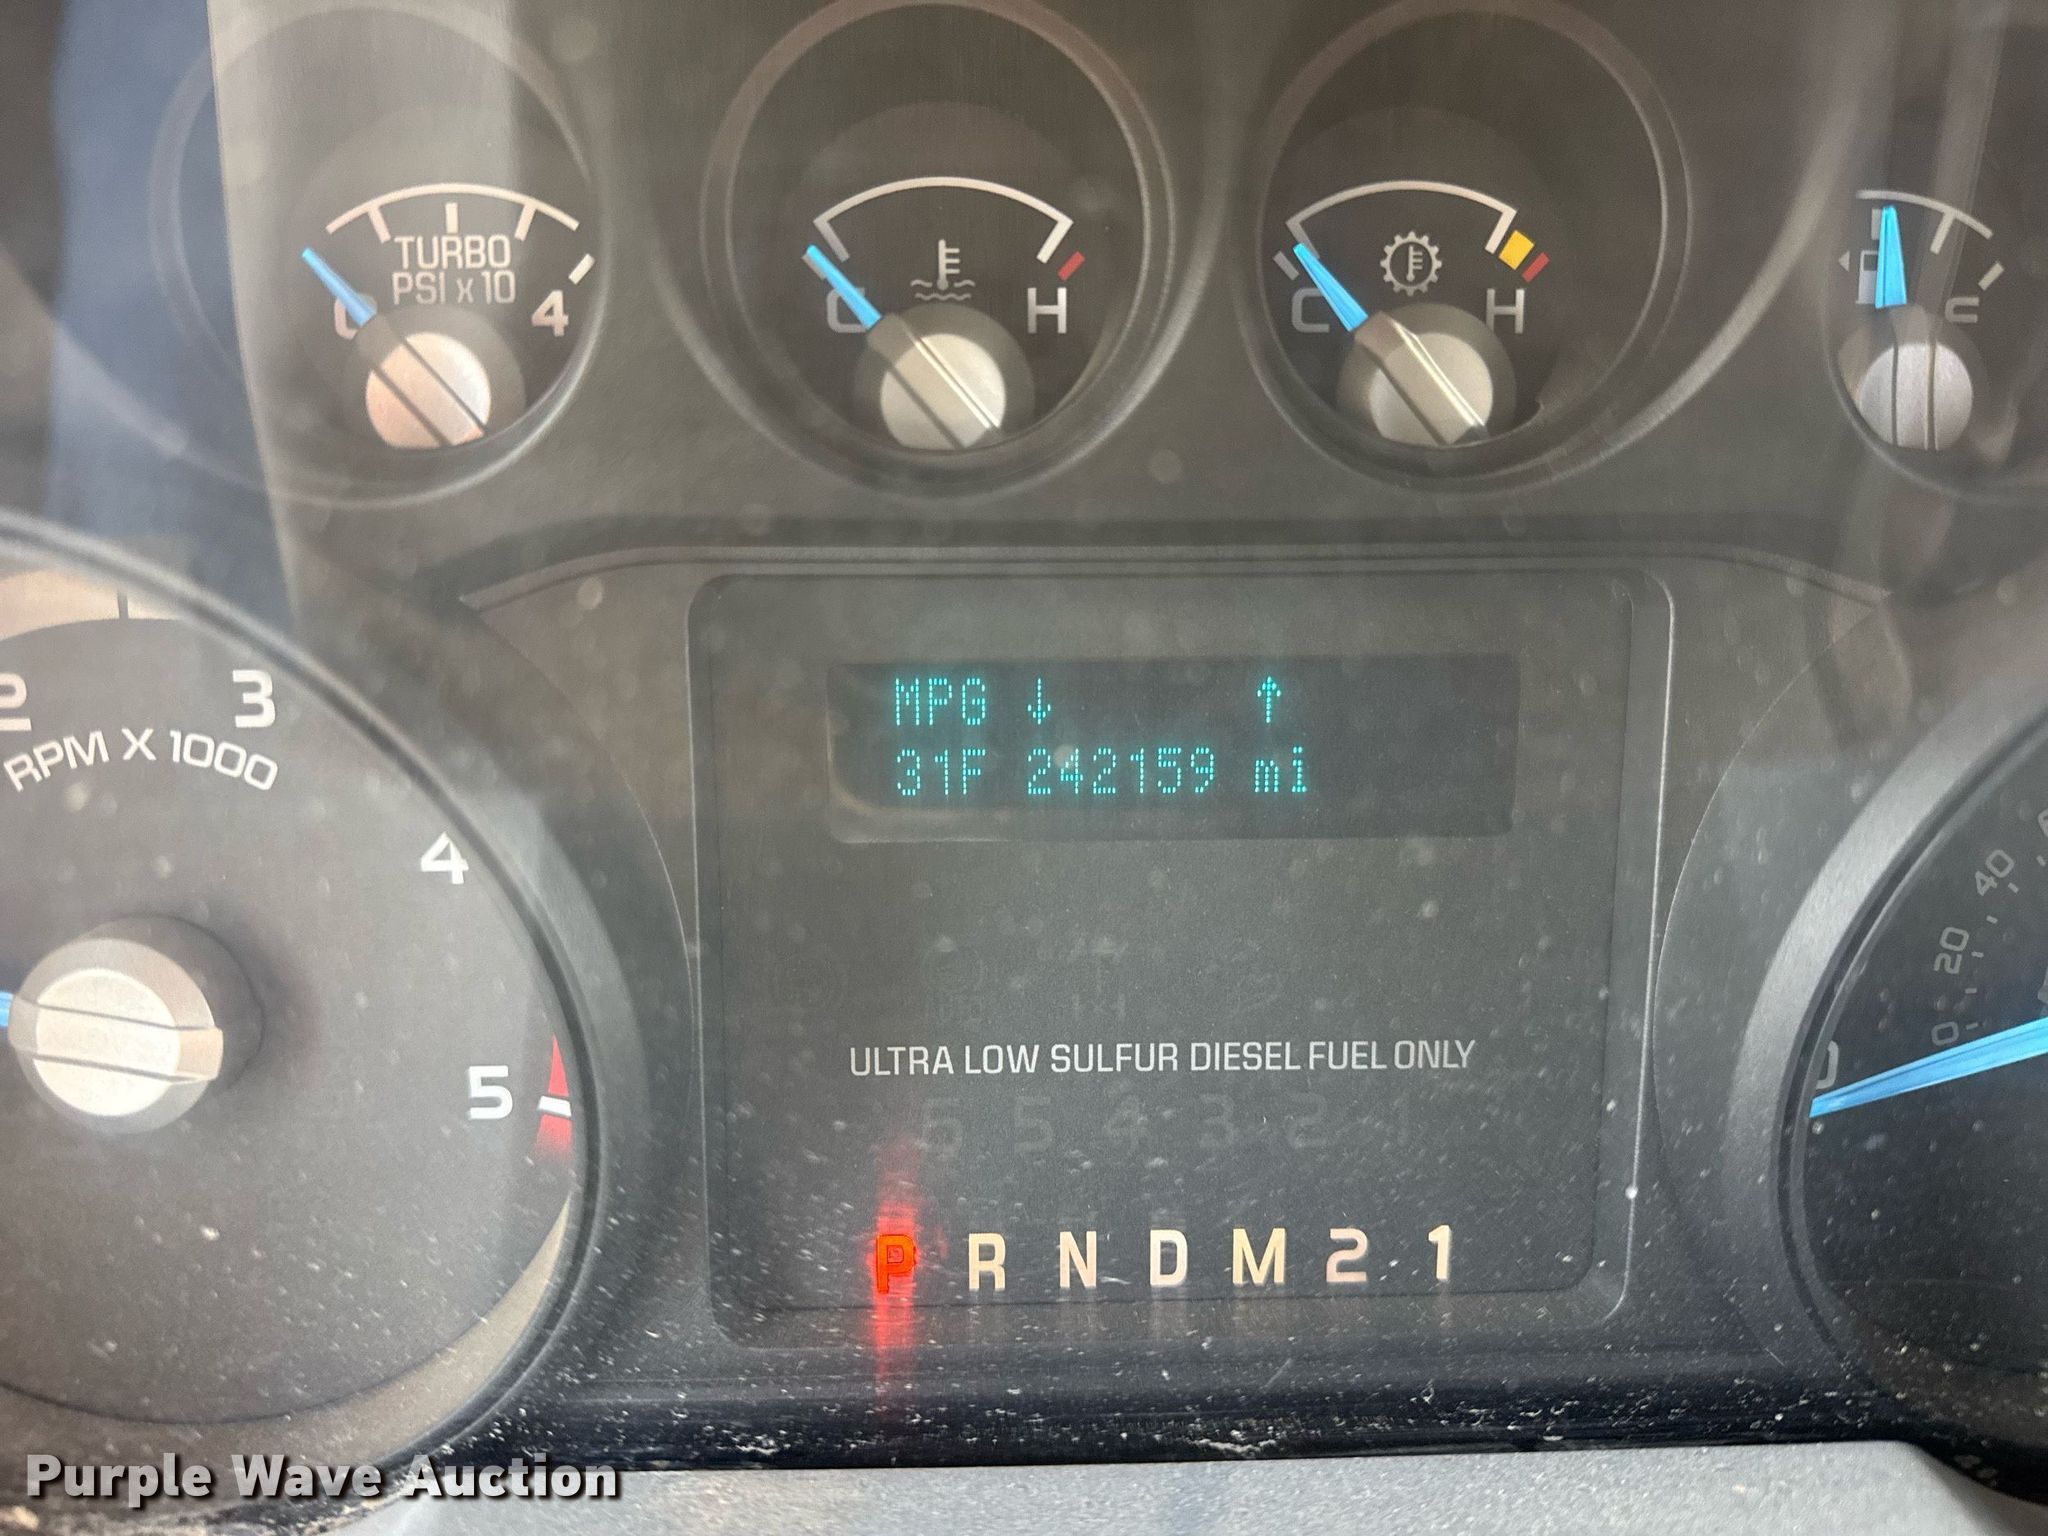 TURBO
PSI x 10
4
C
H
C
H
2
3
RPM X 1000
4
5
MPG ↓ ↑
31F 242159 mi
40
20
0
0
ULTRA LOW SULFUR DIESEL FUEL ONLY
P R N D M 2 1
Purple Wave Auction